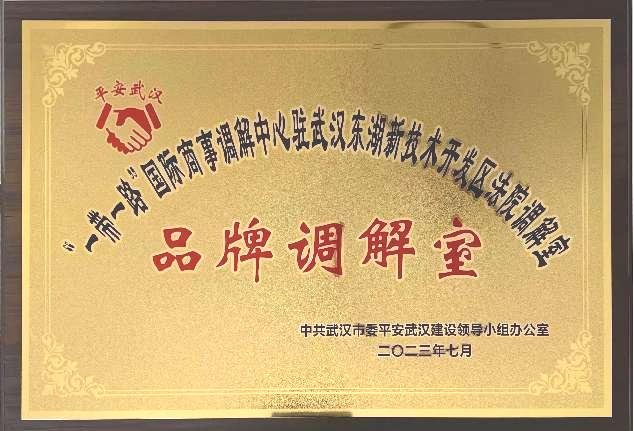 平安武汉
“一带一路”国际商事调解中心驻武汉东湖新技术开发区法院调解室
品牌调解室
中共武汉市委平安武汉建设领导小组办公室
二〇二三年七月